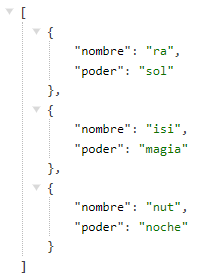 [
{
"nombre": "ra",
"poder": "sol"
},
{
"nombre": "isi",
"poder": "magia"
},
{
"nombre": "nut",
"poder": "noche"
}
]